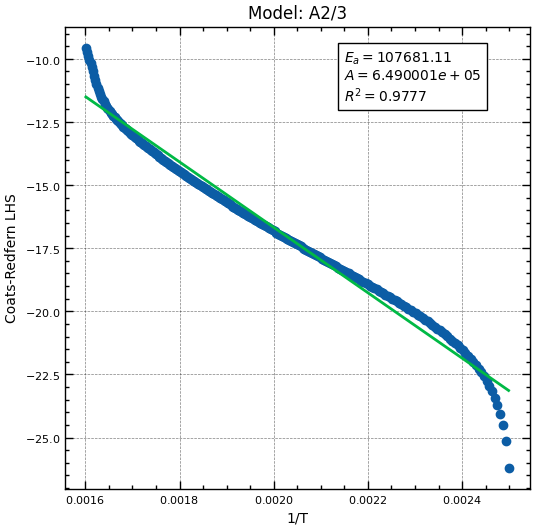 Model: A2/3
Eₐ = 107681.11
A = 6.490001e + 05
R² = 0.9777
Coats-Redfern LHS
−10.0
−12.5
−15.0
−17.5
−20.0
−22.5
−25.0
0.0016 0.0018 0.0020 0.0022 0.0024
1/T